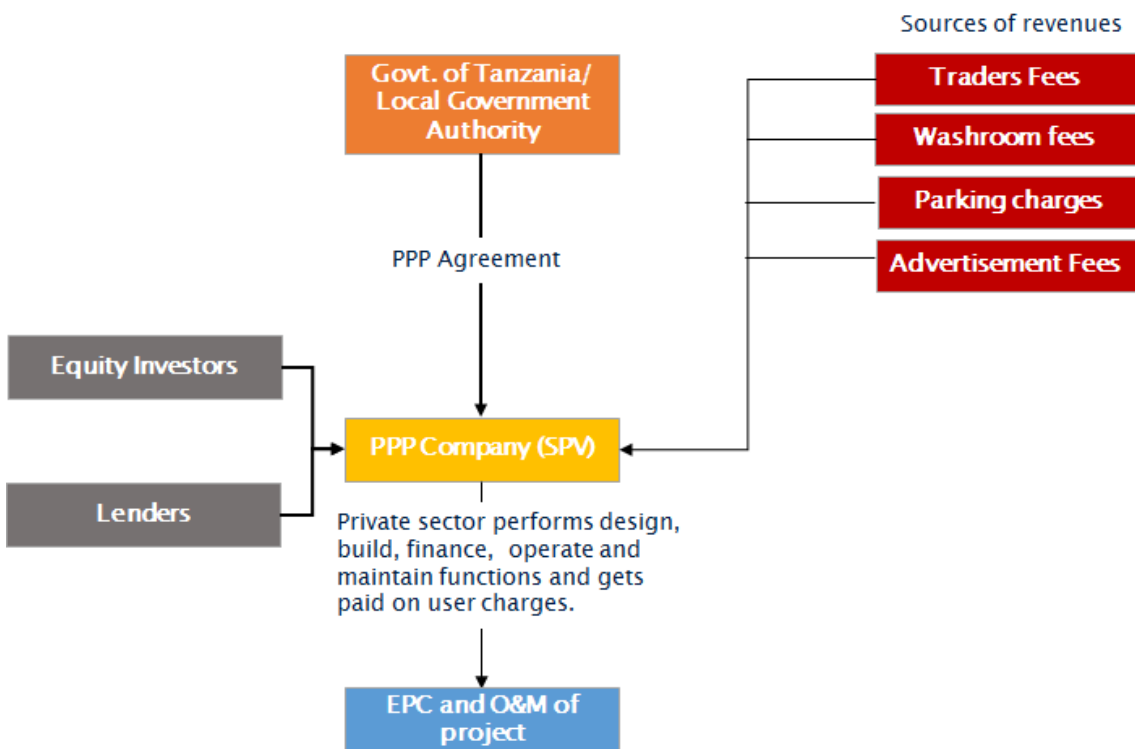 Sources of revenues
Govt. of Tanzania/
Local Government
Authority
Traders Fees
Washroom fees
Parking charges
Advertisement Fees
PPP Agreement
Equity Investors
Lenders
PPP Company (SPV)
Private sector performs design,
build, finance, operate and
maintain functions and gets
paid on user charges.
EPC and O&M of
project